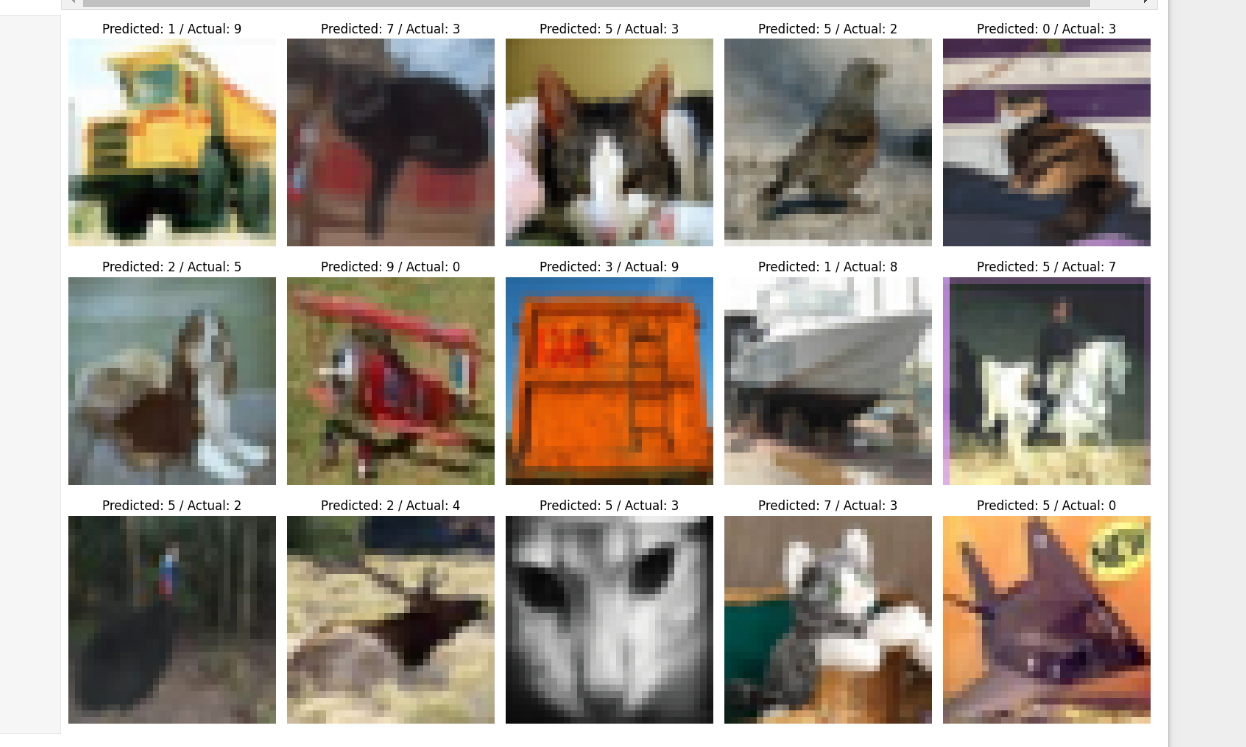 Predicted: 1 / Actual: 9
Predicted: 7 / Actual: 3
Predicted: 5 / Actual: 3
Predicted: 5 / Actual: 2
Predicted: 0 / Actual: 3
Predicted: 2 / Actual: 5
Predicted: 9 / Actual: 0
Predicted: 3 / Actual: 9
Predicted: 1 / Actual: 8
Predicted: 5 / Actual: 7
Predicted: 5 / Actual: 2
Predicted: 2 / Actual: 4
Predicted: 5 / Actual: 3
Predicted: 7 / Actual: 3
Predicted: 5 / Actual: 0
NEW